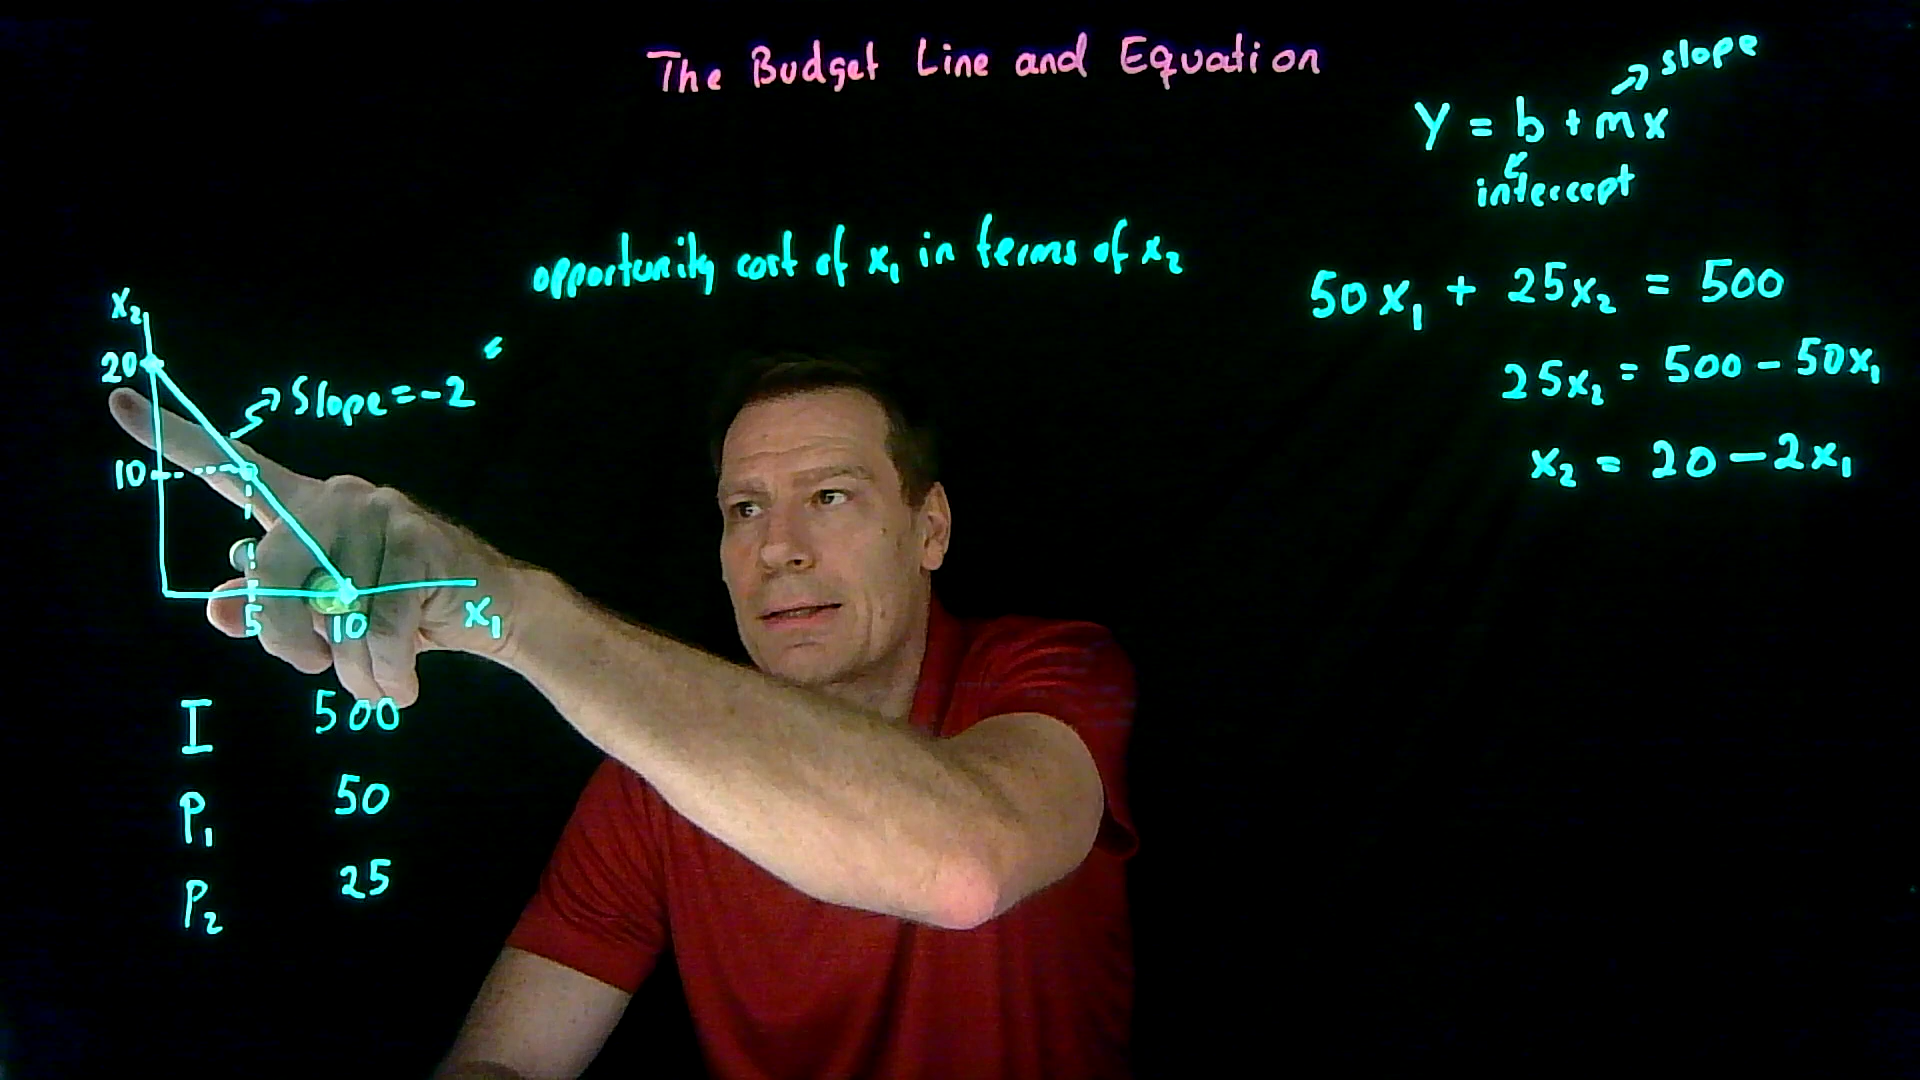 The Budget Line and Equation
slope
Y = b + mx
intercept
opportunity cost of x₁ in terms of x₂
50x₁ + 25x₂ = 500
25x₂ = 500 - 50x₁
x₂ = 20 - 2x₁
x₂
20
Slope = -2
10
5 10 x₁
I 500
P₁ 50
P₂ 25